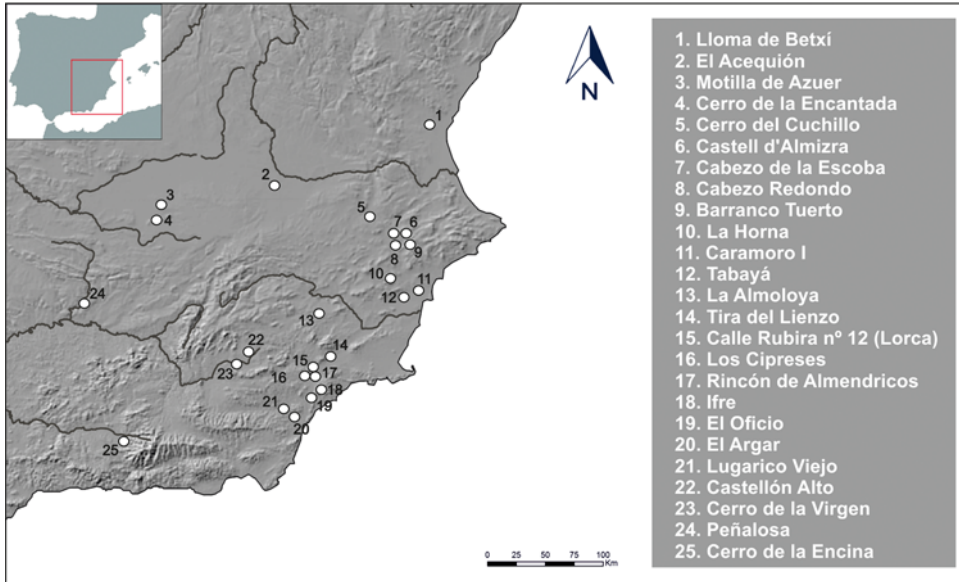 N
1
2
3
4
5
7 6
8 9
10
11
12
24
13
22
14
15
23
16 17
18
21
19
20
25
0 25 50 75 100
Km
1. Lloma de Betxí
2. El Acequión
3. Motilla de Azuer
4. Cerro de la Encantada
5. Cerro del Cuchillo
6. Castell d'Almizra
7. Cabezo de la Escoba
8. Cabezo Redondo
9. Barranco Tuerto
10. La Horna
11. Caramoro I
12. Tabayá
13. La Almoloya
14. Tira del Lienzo
15. Calle Rubira nº 12 (Lorca)
16. Los Cipreses
17. Rincón de Almendricos
18. Ifre
19. El Oficio
20. El Argar
21. Lugarico Viejo
22. Castellón Alto
23. Cerro de la Virgen
24. Peñalosa
25. Cerro de la Encina